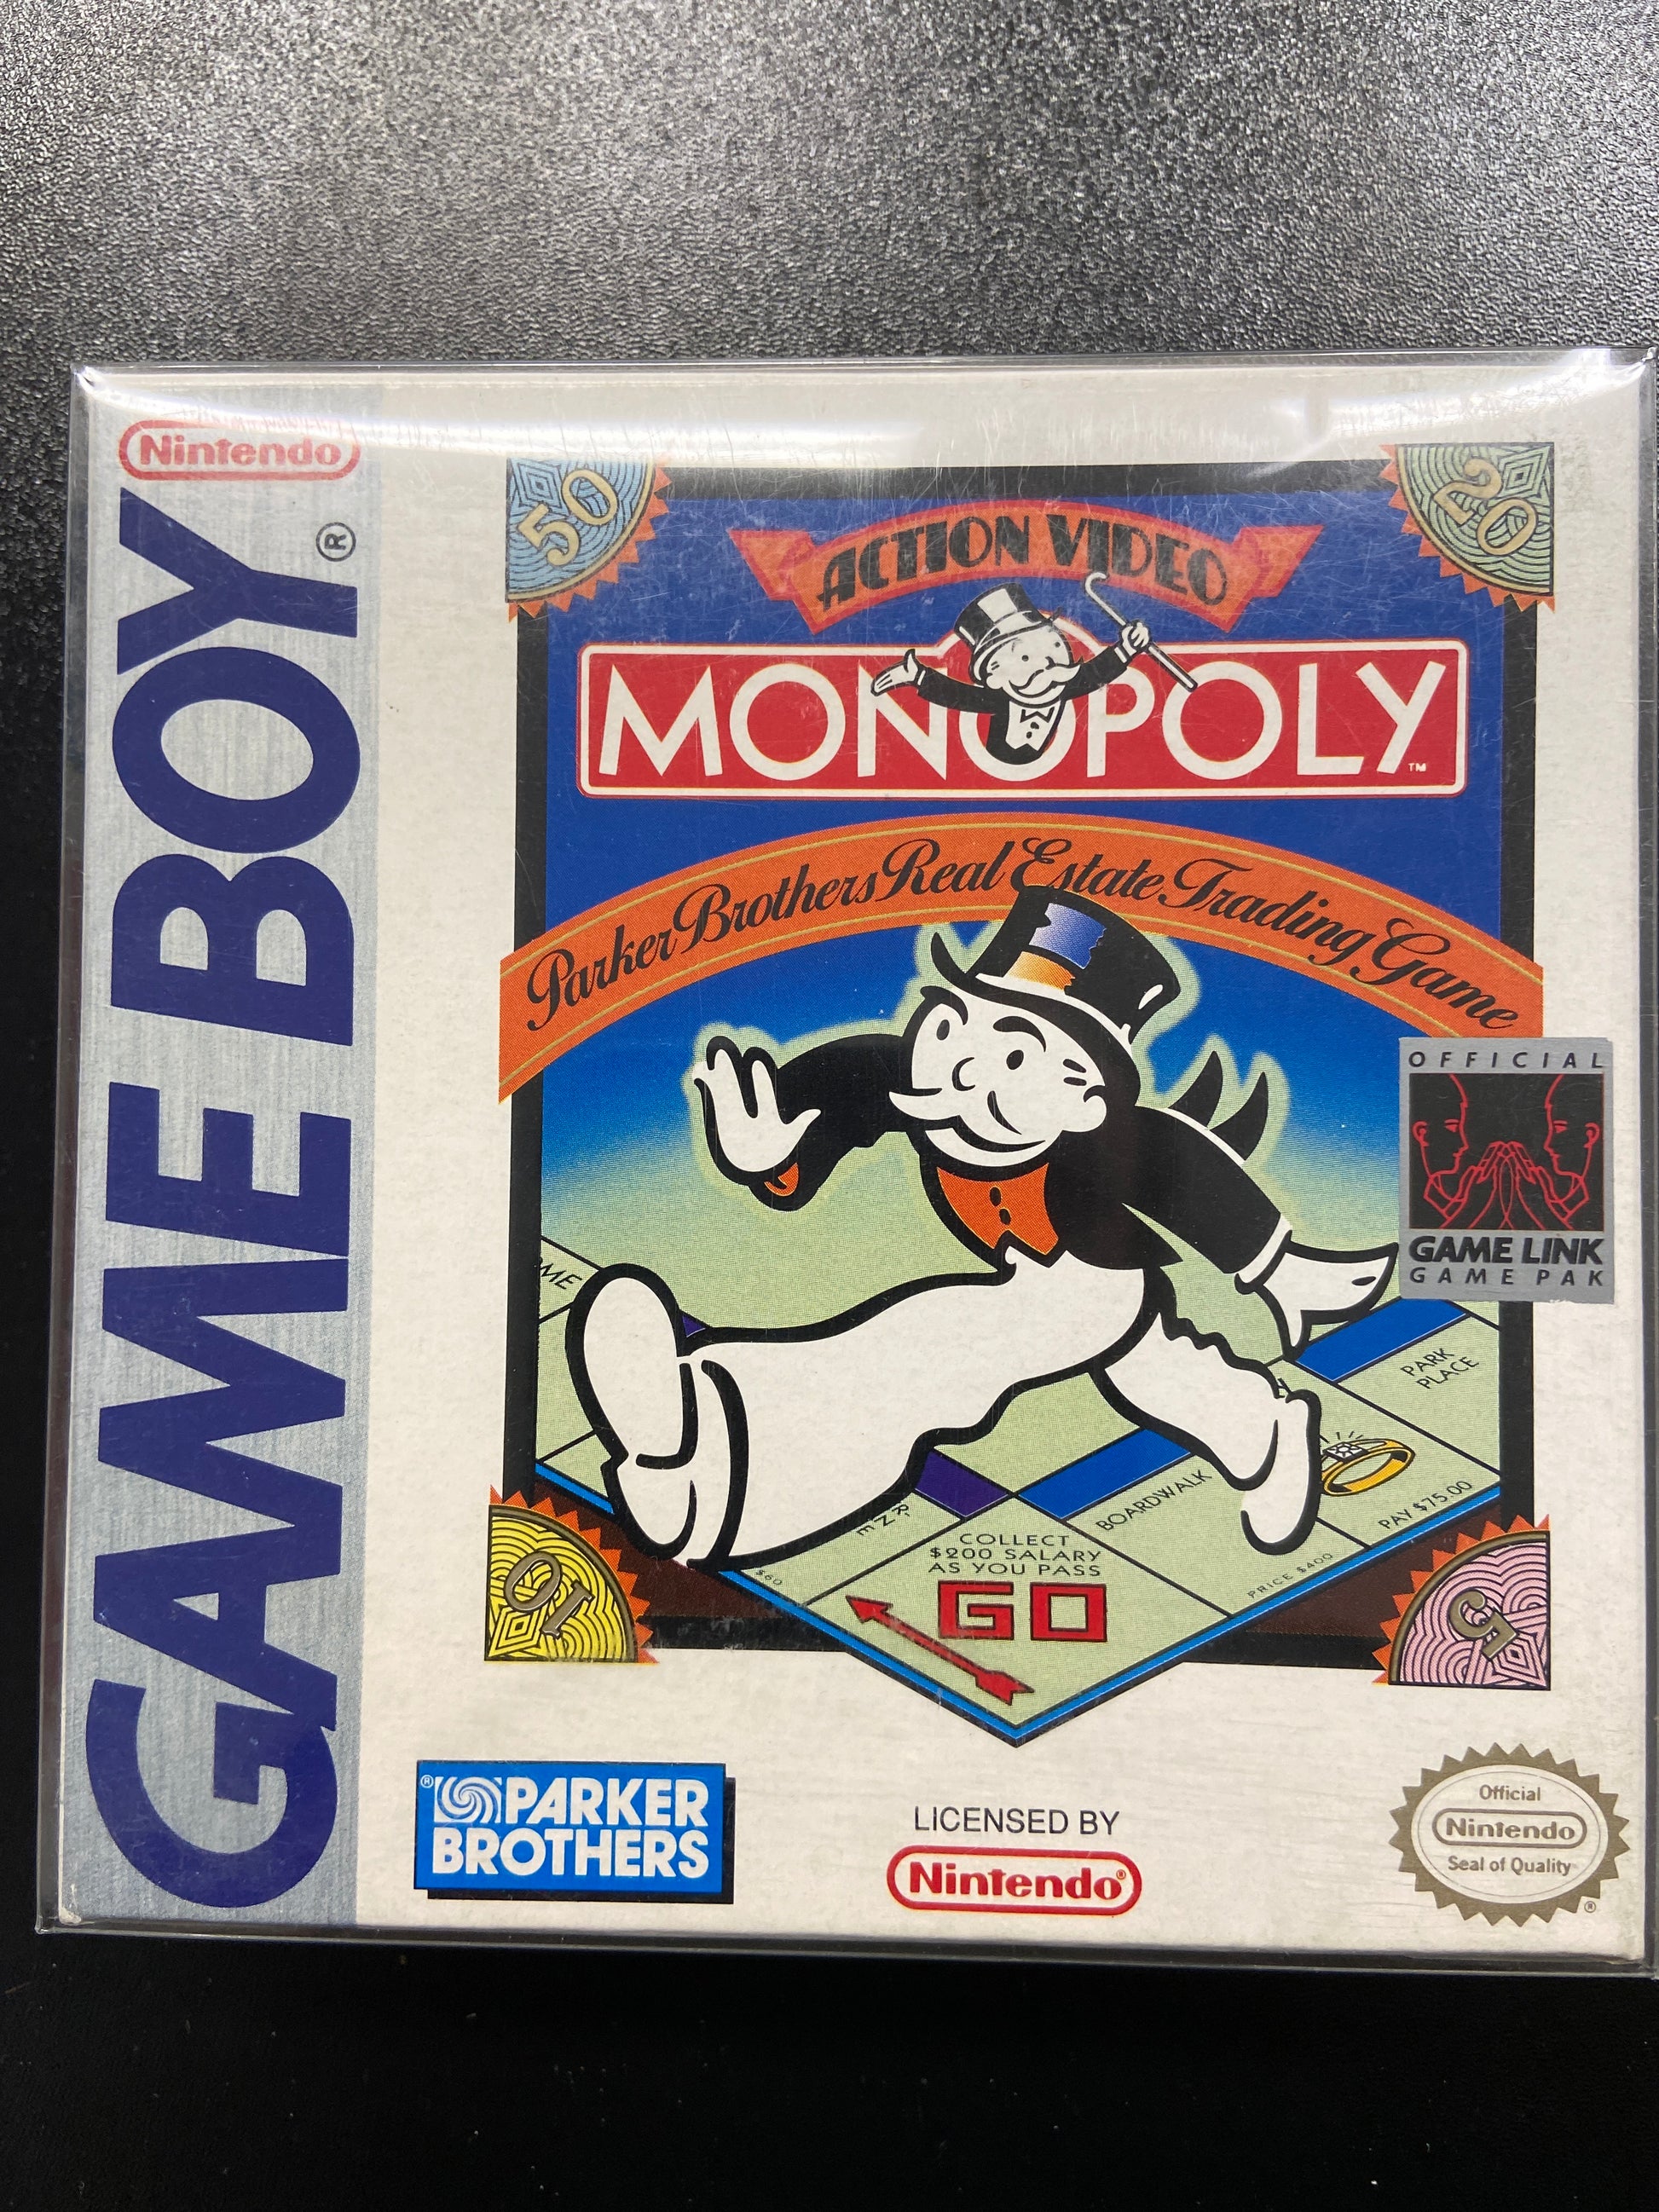 Nintendo
GAME BOY®
50
20
ACTION VIDEO
MONOPOLY™
Parker Brothers Real Estate Trading Game
OFFICIAL
GAME LINK
GAME PAK
PARK
PLACE
BOARDWALK
PAY $75.00
COLLECT
$200 SALARY
AS YOU PASS
GO
$60
PRICE $400
10
5
®PARKER
BROTHERS
LICENSED BY
Nintendo®
Official
Nintendo
Seal of Quality
®